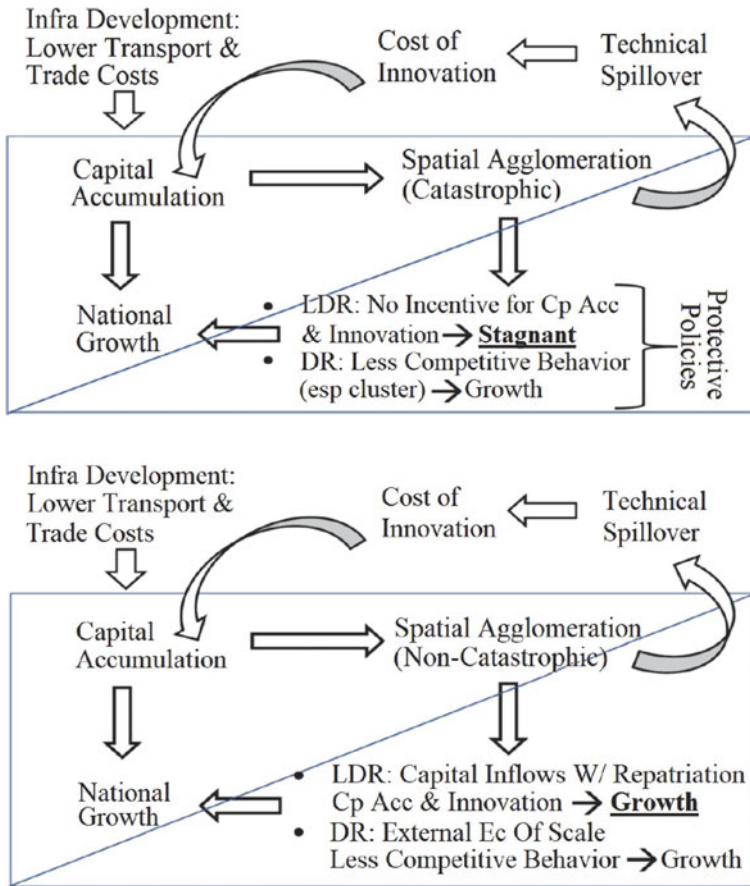 Infra Development:
Lower Transport &
Trade Costs
Cost of
Innovation
Technical
Spillover
Capital
Accumulation
Spatial Agglomeration
(Catastrophic)
National
Growth
• LDR: No Incentive for Cp Acc
& Innovation → Stagnant
• DR: Less Competitive Behavior
(esp cluster) → Growth
Protective
Policies
Infra Development:
Lower Transport &
Trade Costs
Cost of
Innovation
Technical
Spillover
Capital
Accumulation
Spatial Agglomeration
(Non-Catastrophic)
National
Growth
• LDR: Capital Inflows W/ Repatriation
Cp Acc & Innovation → Growth
• DR: External Ec Of Scale
Less Competitive Behavior → Growth